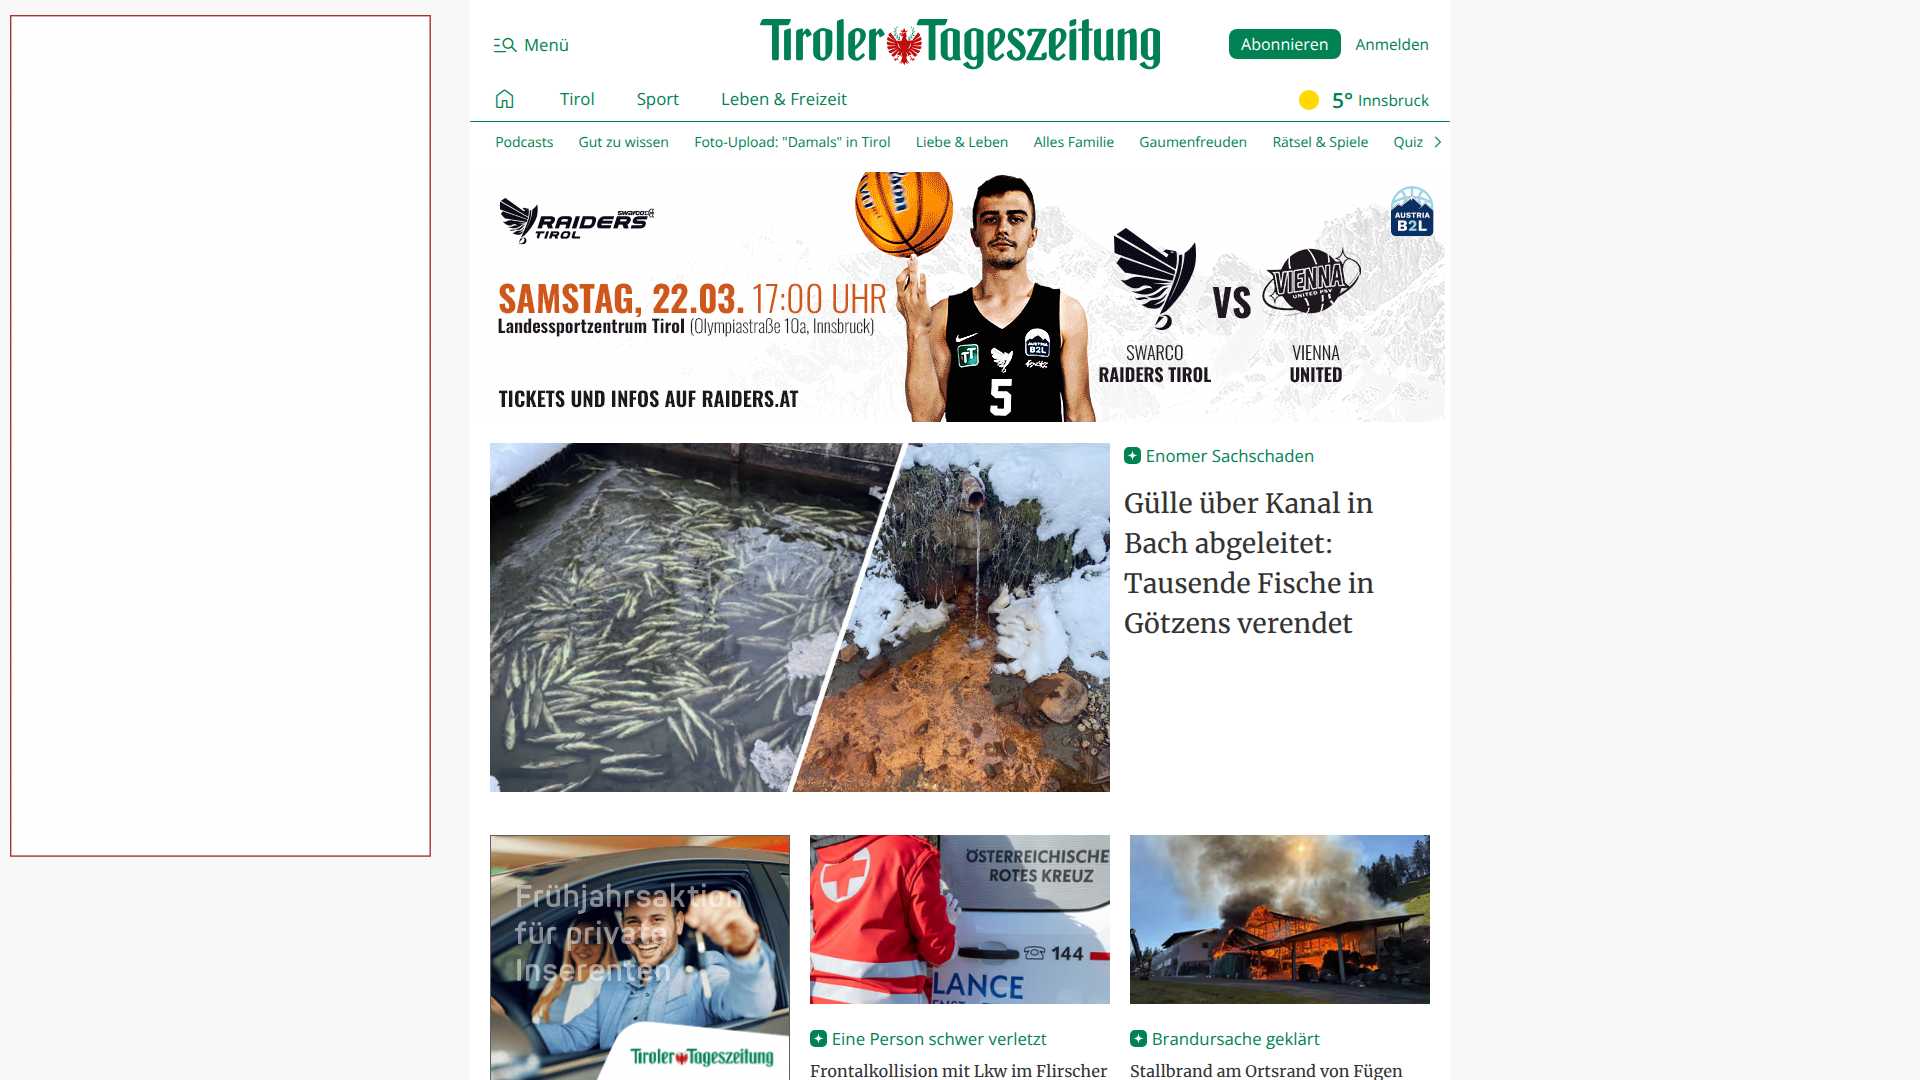 Menü
Tiroler Tageszeitung
Abonnieren
Anmelden
Tirol
Sport
Leben & Freizeit
5° Innsbruck
Podcasts
Gut zu wissen
Foto-Upload: "Damals" in Tirol
Liebe & Leben
Alles Familie
Gaumenfreuden
Rätsel & Spiele
Quiz
SWARCO
RAIDERS
TIROL
SAMSTAG, 22.03. 17:00 UHR
Landessportzentrum Tirol (Olympiastraße 10a, Innsbruck)
TICKETS UND INFOS AUF RAIDERS.AT
TT
AUSTRIA
B2L
5
VS
VIENNA
UNITED PSV
AUSTRIA
B2L
SWARCO
RAIDERS TIROL
VIENNA
UNITED
Enomer Sachschaden
Gülle über Kanal in
Bach abgeleitet:
Tausende Fische in
Götzens verendet
Frühjahrsaktion
für private
Inserenten
Tiroler Tageszeitung
ÖSTERREICHISCHE
ROTES KREUZ
144
LANCE
Eine Person schwer verletzt
Frontalkollision mit Lkw im Flirscher
Brandursache geklärt
Stallbrand am Ortsrand von Fügen